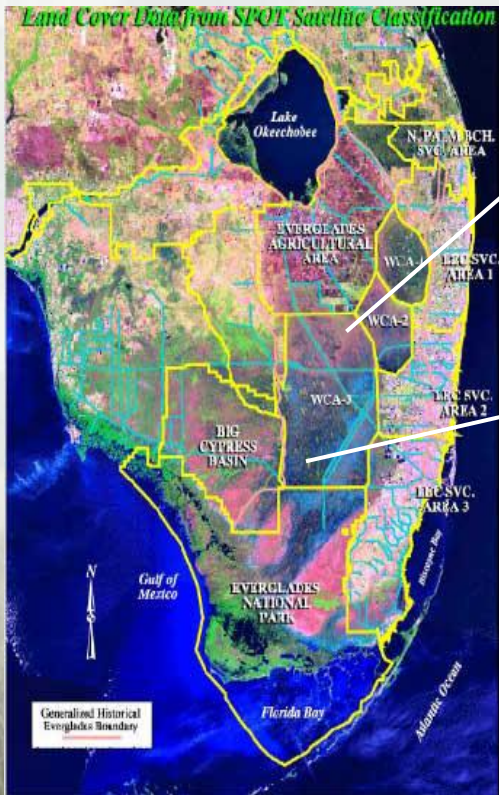 Land Cover Data from SPOT Satellite Classification
Lake
Okeechobee
N. PALM BCH.
SVC. AREA
EVERGLADES
AGRICULTURAL
AREA
WCA-1
LEC SVC.
AREA 1
WCA-2
WCA-3
LEC SVC.
AREA 2
BIG
CYPRESS
BASIN
LEC SVC.
AREA 3
Biscayne Bay
N
Gulf of
Mexico
EVERGLADES
NATIONAL
PARK
Florida Bay
Atlantic Ocean
Generalized Historical
Everglades Boundary